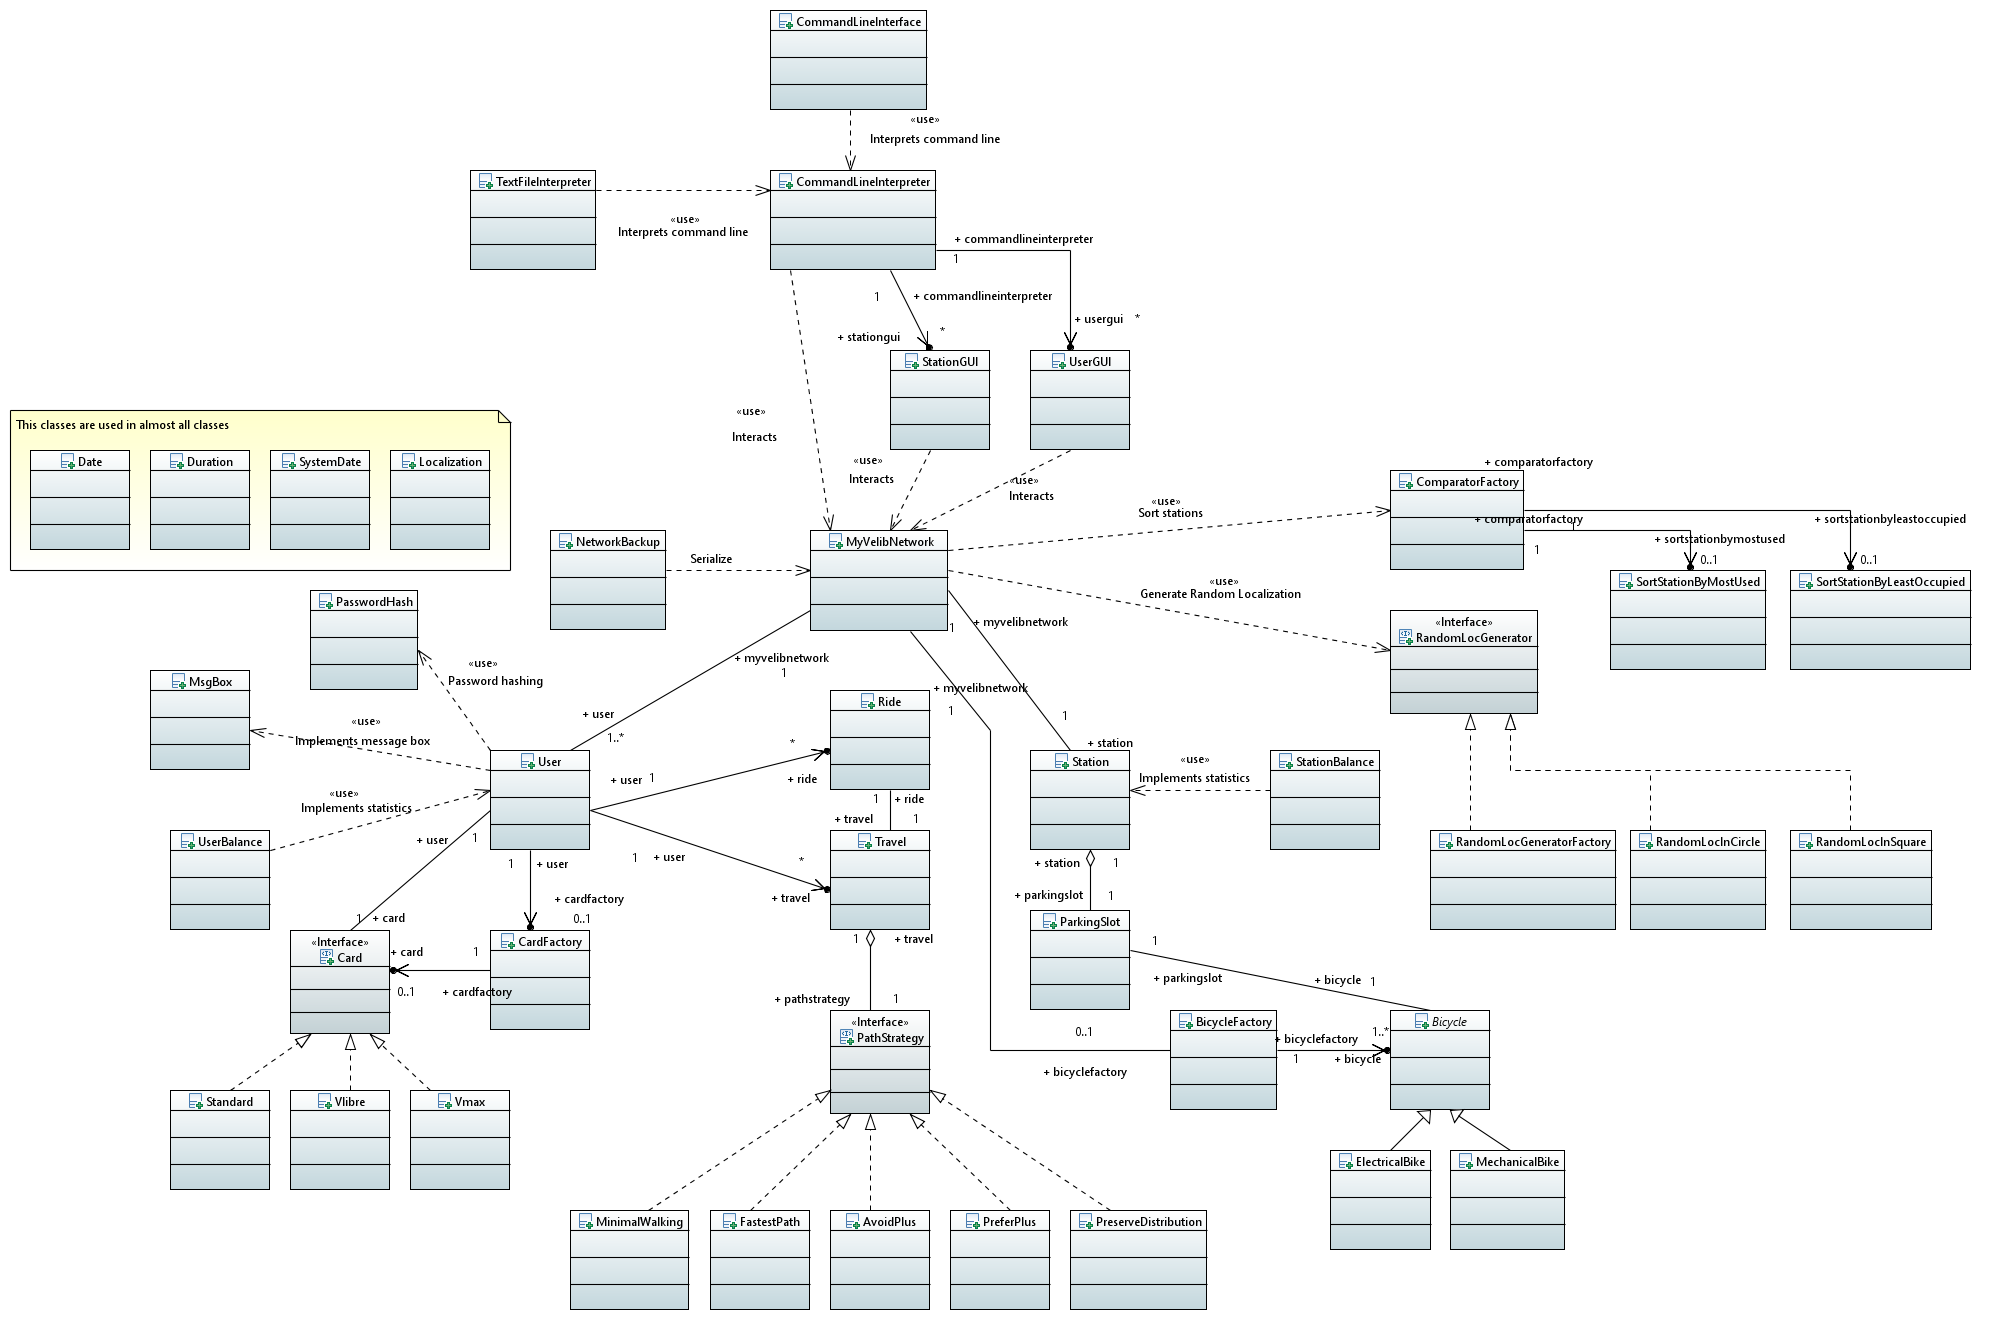 CommandLineInterface
«use»
Interprets command line
TextFileInterpreter
CommandLineInterpreter
«use»
Interprets command line
+ commandlineinterpreter
1
1
+ commandlineinterpreter
+ usergui
*
*
+ stationgui
StationGUI
UserGUI
«use»
Interacts
«use»
Interacts
«use»
Interacts
This classes are used in almost all classes
Date
Duration
SystemDate
Localization
+ comparatorfactory
ComparatorFactory
«use»
Sort stations
+ comparatorfactory
1
1
+ sortstationbyleastoccupied
+ sortstationbymostused
0..1
0..1
SortStationByMostUsed
SortStationByLeastOccupied
NetworkBackup
Serialize
MyVelibNetwork
«use»
Generate Random Localization
«Interface»
RandomLocGenerator
PasswordHash
+ myvelibnetwork
1
+ myvelibnetwork
1
«use»
Password hashing
MsgBox
+ myvelibnetwork
1
«use»
Implements message box
+ user
1..*
Ride
1
+ station
User
+ user
1
*
+ ride
Station
«use»
Implements statistics
StationBalance
«use»
Implements statistics
1
+ ride
+ travel
1
UserBalance
+ user
1
1
+ user
1
+ user
*
+ travel
Travel
+ station
1
RandomLocGeneratorFactory
RandomLocInCircle
RandomLocInSquare
+ parkingslot
1
+ cardfactory
0..1
1
+ card
ParkingSlot
«Interface»
Card
+ card
1
CardFactory
1
+ travel
1
0..1
+ cardfactory
+ parkingslot
+ bicycle
1
+ pathstrategy
1
«Interface»
PathStrategy
0..1
BicycleFactory
+ bicyclefactory
1
1..*
+ bicycle
Bicycle
+ bicyclefactory
Standard
Vlibre
Vmax
ElectricalBike
MechanicalBike
MinimalWalking
FastestPath
AvoidPlus
PreferPlus
PreserveDistribution